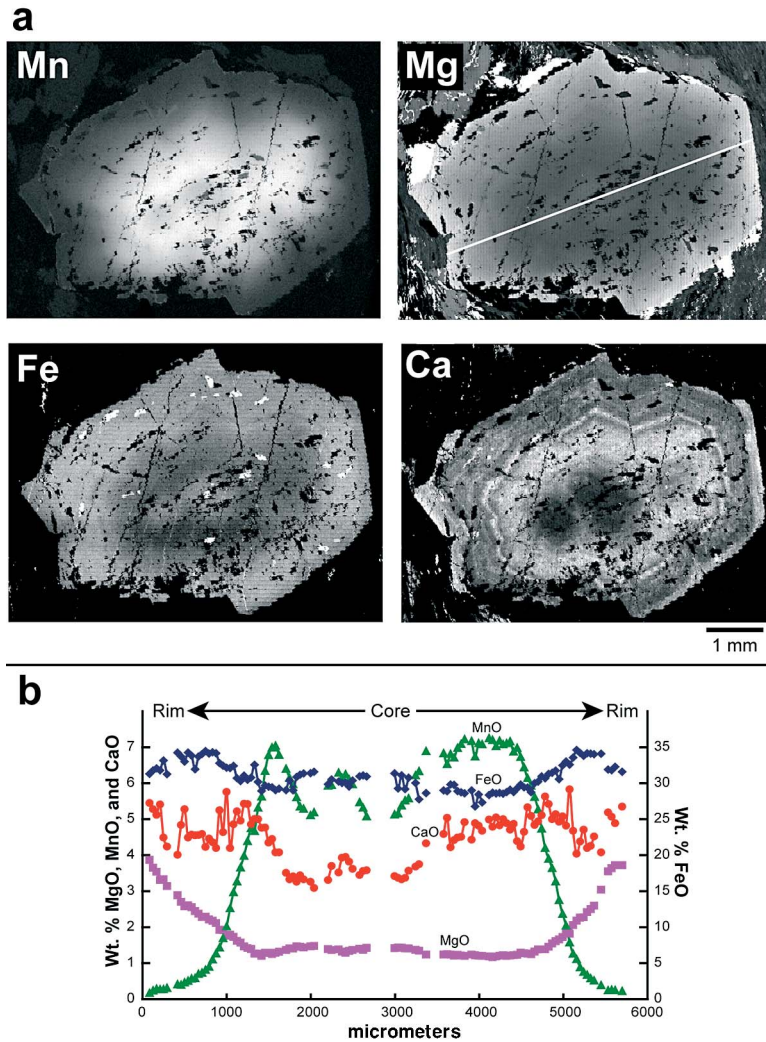 a
Mn
Mg
Fe
Ca
1 mm
b
Rim Core Rim
MnO
FeO
CaO
MgO
Wt. % MgO, MnO, and CaO
Wt. % FeO
7
6
5
4
3
2
1
0
35
30
25
20
15
10
5
0
0 1000 2000 3000 4000 5000 6000
micrometers